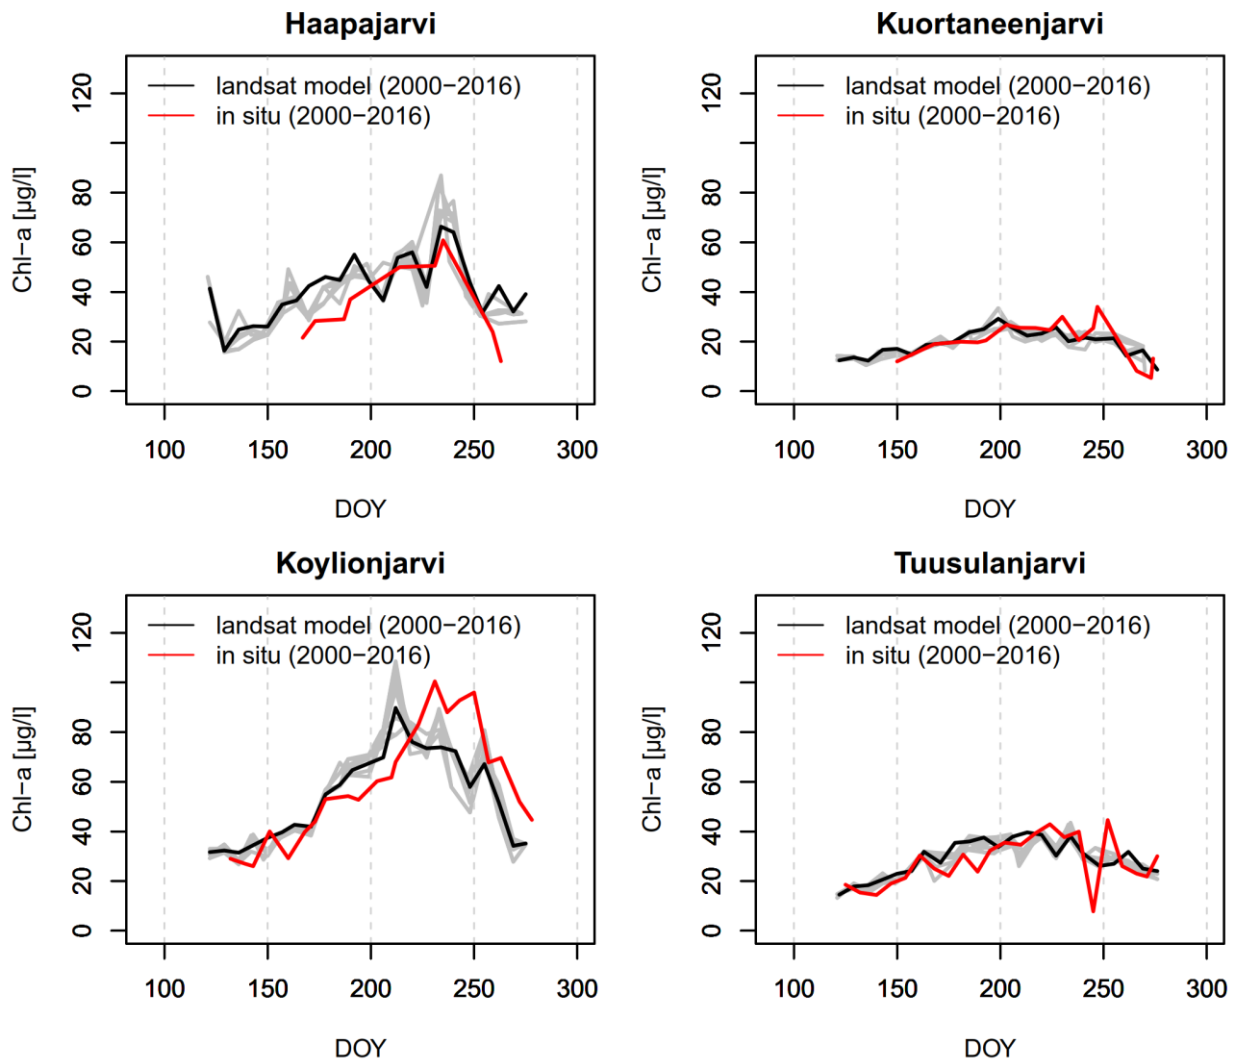 Haapajarvi
landsat model (2000−2016)
in situ (2000−2016)
Chl−a [µg/l]
120
80
60
40
20
0
100 150 200 250 300
DOY
Kuortaneenjarvi
landsat model (2000−2016)
in situ (2000−2016)
Chl−a [µg/l]
120
80
60
40
20
0
100 150 200 250 300
DOY
Koylionjarvi
landsat model (2000−2016)
in situ (2000−2016)
Chl−a [µg/l]
120
80
60
40
20
0
100 150 200 250 300
DOY
Tuusulanjarvi
landsat model (2000−2016)
in situ (2000−2016)
Chl−a [µg/l]
120
80
60
40
20
0
100 150 200 250 300
DOY